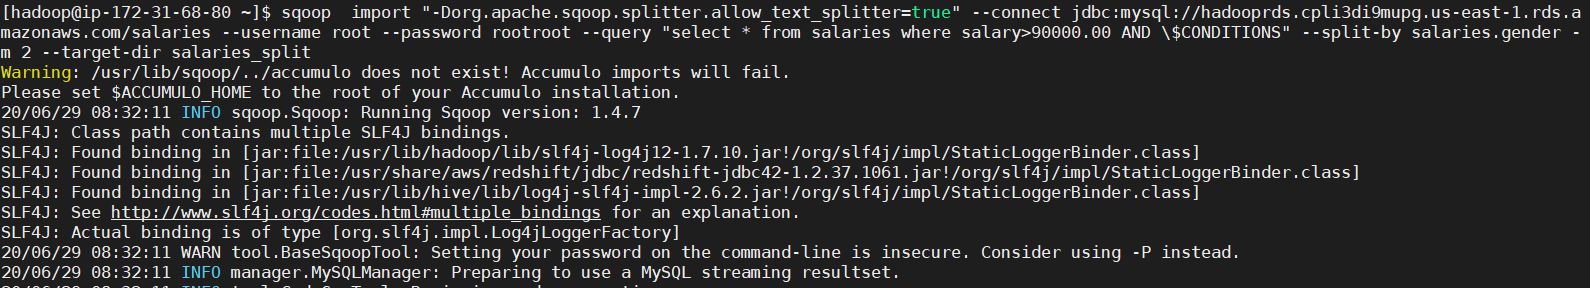 [hadoop@ip-172-31-68-80 ~]$ sqoop  import "-Dorg.apache.sqoop.splitter.allow_text_splitter=true" --connect jdbc:mysql://hadooprds.cpli3di9mupg.us-east-1.rds.a
mazonaws.com/salaries --username root --password rootroot --query "select * from salaries where salary>90000.00 AND \$CONDITIONS" --split-by salaries.gender -
m 2 --target-dir salaries_split
Warning: /usr/lib/sqoop/../accumulo does not exist! Accumulo imports will fail.
Please set $ACCUMULO_HOME to the root of your Accumulo installation.
20/06/29 08:32:11 INFO sqoop.Sqoop: Running Sqoop version: 1.4.7
SLF4J: Class path contains multiple SLF4J bindings.
SLF4J: Found binding in [jar:file:/usr/lib/hadoop/lib/slf4j-log4j12-1.7.10.jar!/org/slf4j/impl/StaticLoggerBinder.class]
SLF4J: Found binding in [jar:file:/usr/share/aws/redshift/jdbc/redshift-jdbc42-1.2.37.1061.jar!/org/slf4j/impl/StaticLoggerBinder.class]
SLF4J: Found binding in [jar:file:/usr/lib/hive/lib/log4j-slf4j-impl-2.6.2.jar!/org/slf4j/impl/StaticLoggerBinder.class]
SLF4J: See http://www.slf4j.org/codes.html#multiple_bindings for an explanation.
SLF4J: Actual binding is of type [org.slf4j.impl.Log4jLoggerFactory]
20/06/29 08:32:11 WARN tool.BaseSqoopTool: Setting your password on the command-line is insecure. Consider using -P instead.
20/06/29 08:32:11 INFO manager.MySQLManager: Preparing to use a MySQL streaming resultset.